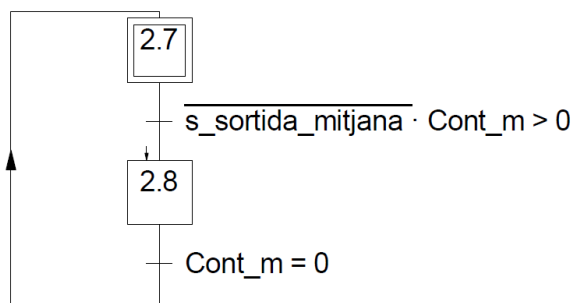 2.7
s_sortida_mitjana · Cont_m > 0
2.8
Cont_m = 0